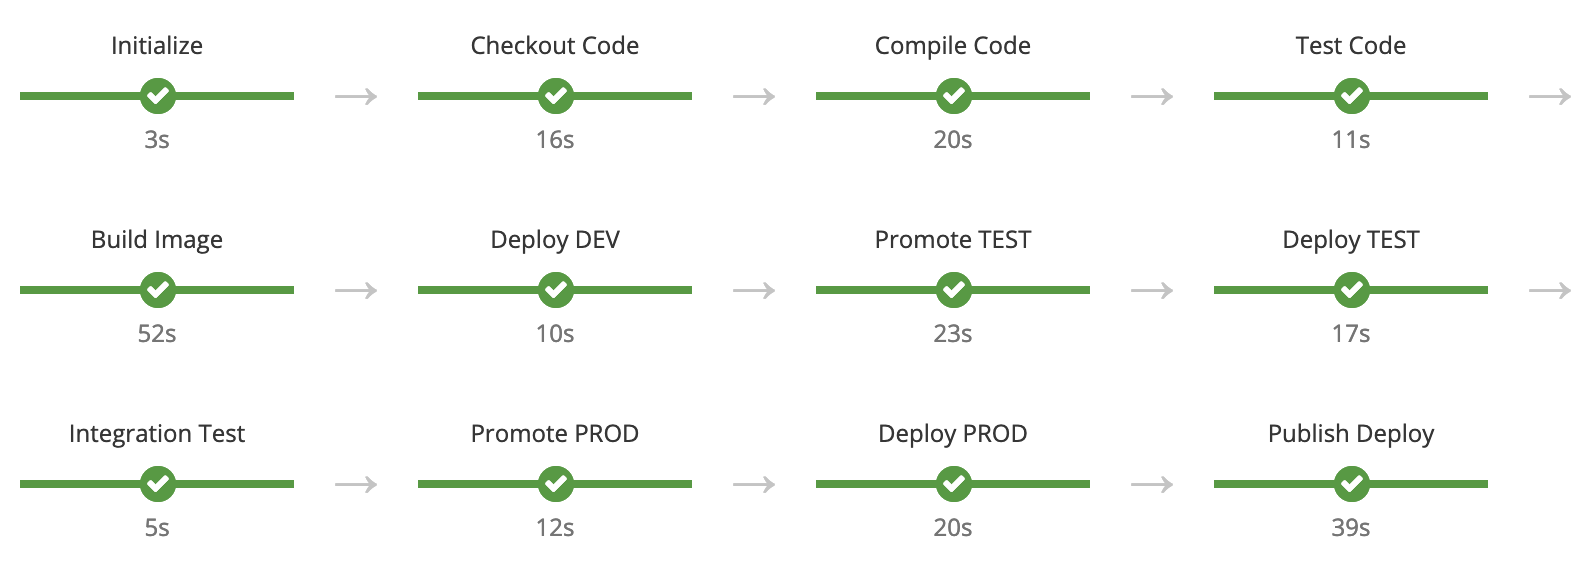 Initialize
Checkout Code
Compile Code
Test Code
3s
16s
20s
11s
Build Image
Deploy DEV
Promote TEST
Deploy TEST
52s
10s
23s
17s
Integration Test
Promote PROD
Deploy PROD
Publish Deploy
5s
12s
20s
39s